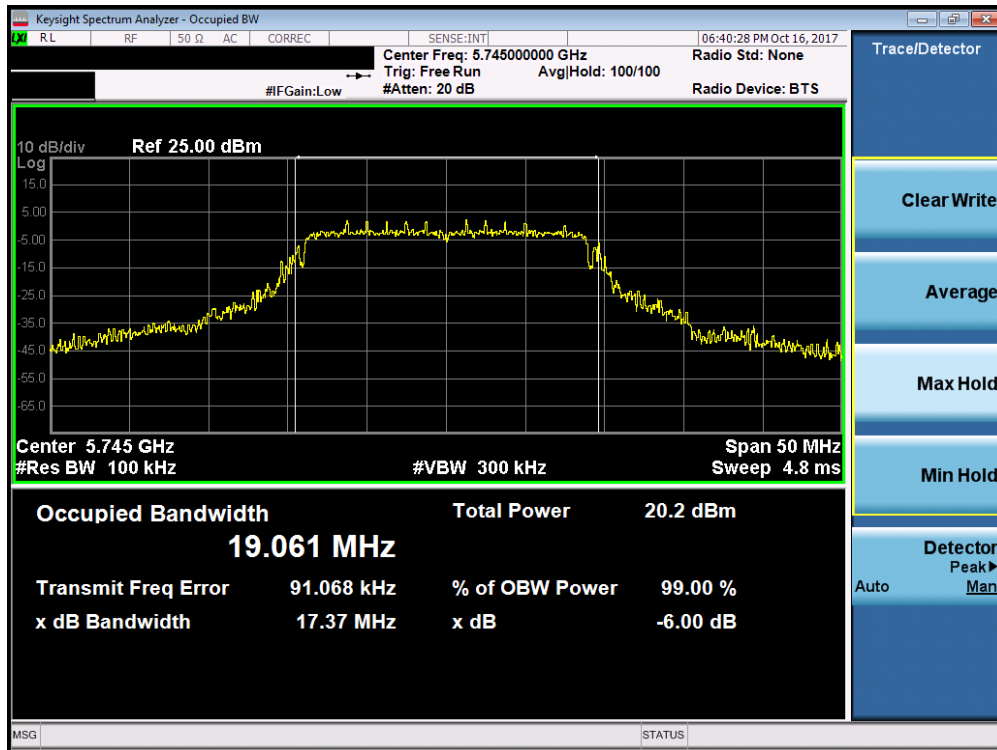 Keysight Spectrum Analyzer - Occupied BW
LXI RL RF 50 Ω AC CORREC SENSE:INT 06:40:28 PM Oct 16, 2017
Center Freq: 5.745000000 GHz Radio Std: None
Trig: Free Run Avg|Hold: 100/100
#IFGain:Low #Atten: 20 dB Radio Device: BTS
Trace/Detector
10 dB/div Ref 25.00 dBm
Log
15.0
5.00
-5.00
-15.0
-25.0
-35.0
-45.0
-55.0
-65.0
Center 5.745 GHz Span 50 MHz
#Res BW 100 kHz #VBW 300 kHz Sweep 4.8 ms
Occupied Bandwidth Total Power 20.2 dBm
19.061 MHz
Transmit Freq Error 91.068 kHz % of OBW Power 99.00 %
x dB Bandwidth 17.37 MHz x dB -6.00 dB
Clear Write
Average
Max Hold
Min Hold
Detector
Peak▶
Auto Man
MSG STATUS